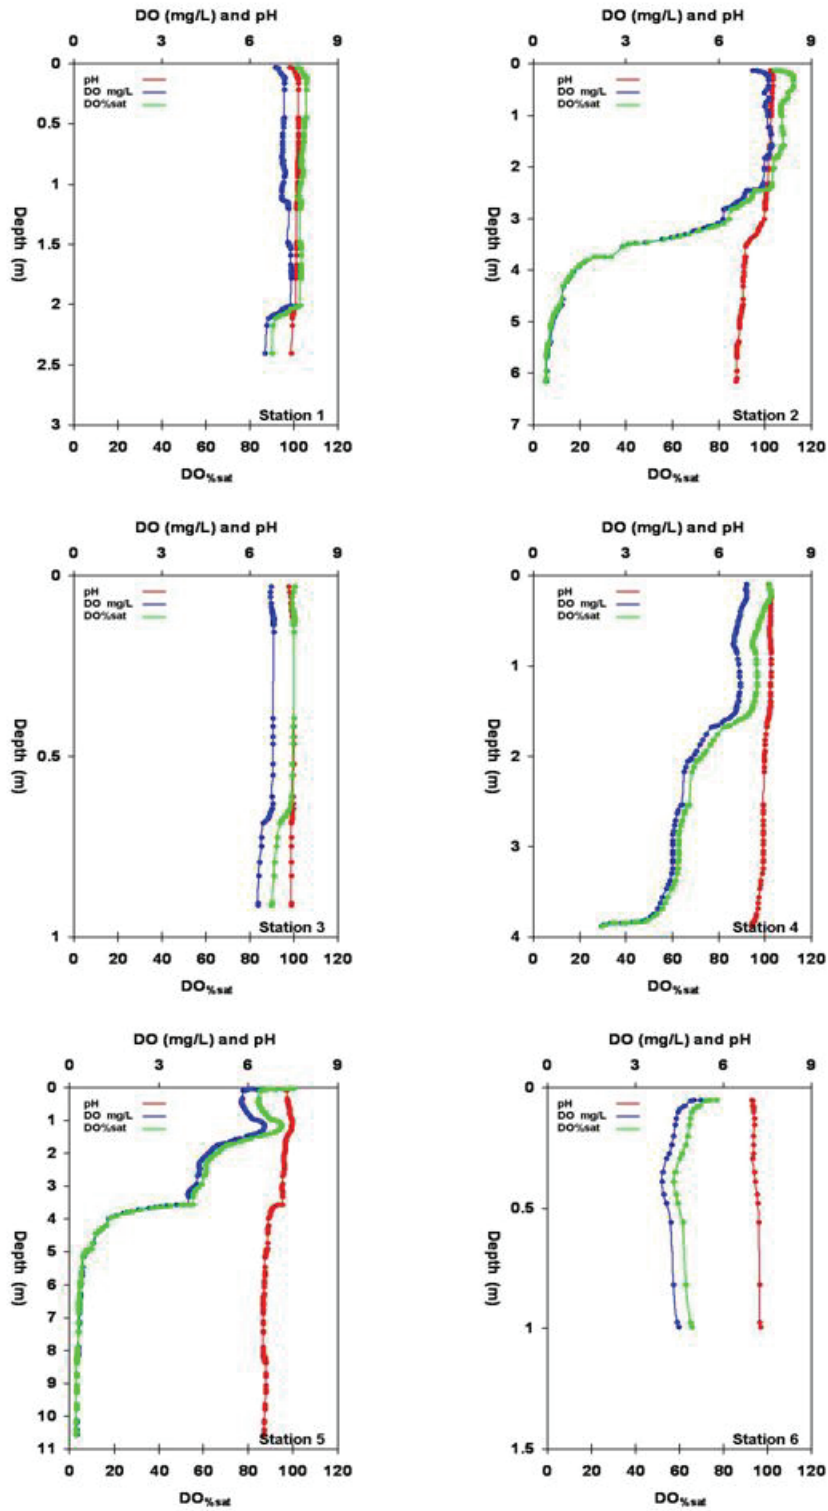 DO (mg/L) and pH
0 3 6 9
0
0.5
1
1.5
2
2.5
3
Depth (m)
pH
DO mg/L
DO%sat
Station 1
0 20 40 60 80 100 120
DO%sat
DO (mg/L) and pH
0 3 6 9
0
1
2
3
4
5
6
7
Depth (m)
pH
DO mg/L
DO%sat
Station 2
0 20 40 60 80 100 120
DO%sat
DO (mg/L) and pH
0 3 6 9
0
0.5
1
Depth (m)
pH
DO mg/L
DO%sat
Station 3
0 20 40 60 80 100 120
DO%sat
DO (mg/L) and pH
0 3 6 9
0
1
2
3
4
Depth (m)
pH
DO mg/L
DO%sat
Station 4
0 20 40 60 80 100 120
DO%sat
DO (mg/L) and pH
0 3 6 9
0
1
2
3
4
5
6
7
8
9
10
11
Depth (m)
pH
DO mg/L
DO%sat
Station 5
0 20 40 60 80 100 120
DO%sat
DO (mg/L) and pH
0 3 6 9
0
0.5
1
1.5
Depth (m)
pH
DO mg/L
DO%sat
Station 6
0 20 40 60 80 100 120
DO%sat